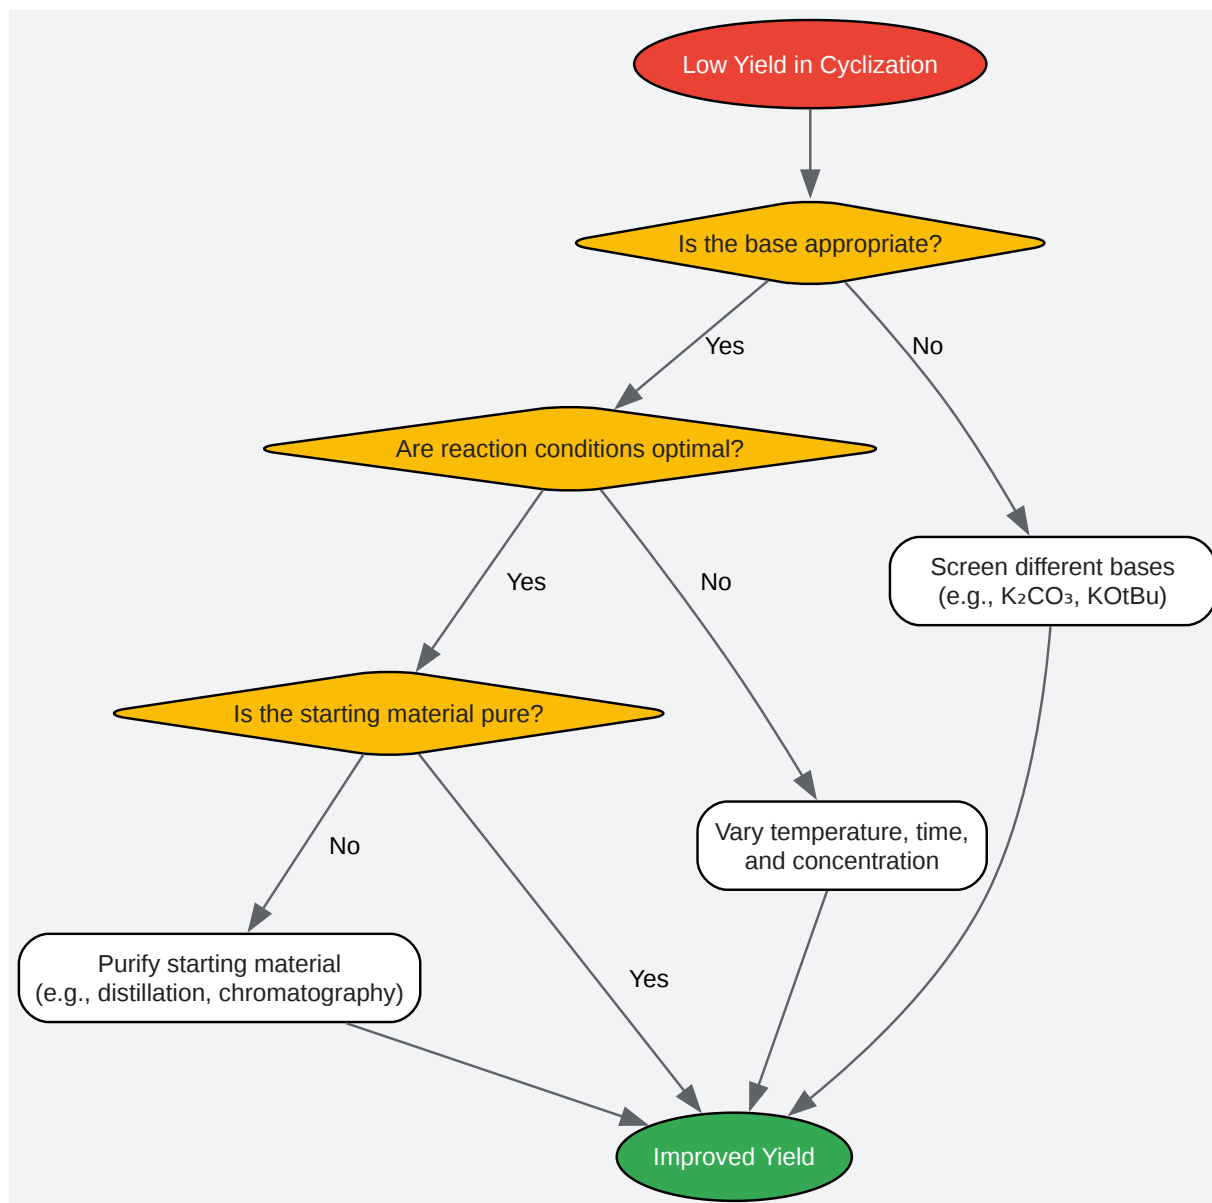 Low Yield in Cyclization
Is the base appropriate?
Yes
No
Are reaction conditions optimal?
Screen different bases
(e.g., K₂CO₃, KOtBu)
Yes
No
Is the starting material pure?
Vary temperature, time,
and concentration
No
Purify starting material
(e.g., distillation, chromatography)
Yes
Improved Yield